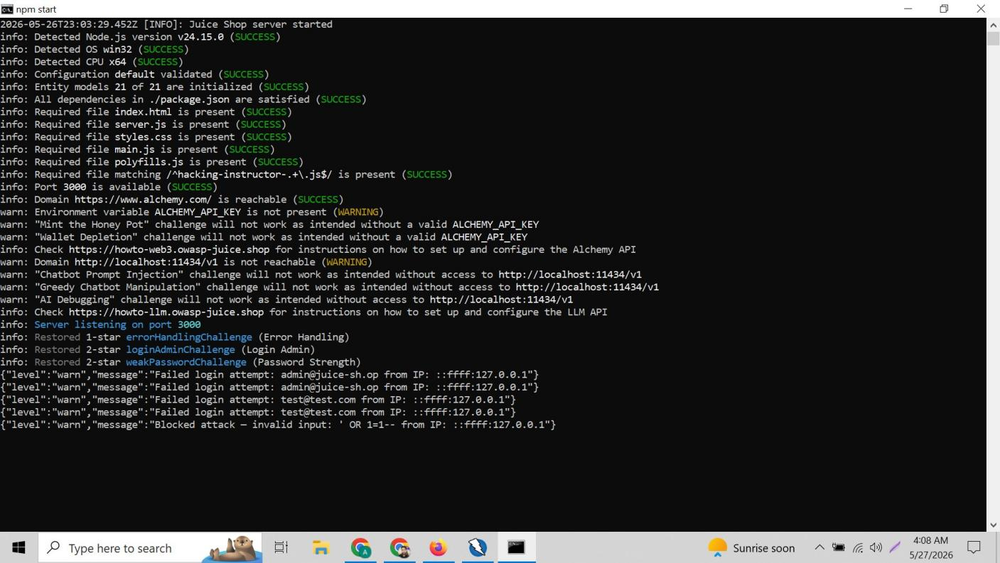 npm start
2026-05-26T23:03:29.452Z [INFO]: Juice Shop server started
info: Detected Node.js version v24.15.0 (SUCCESS)
info: Detected OS win32 (SUCCESS)
info: Detected CPU x64 (SUCCESS)
info: Configuration default validated (SUCCESS)
info: Entity models 21 of 21 are initialized (SUCCESS)
info: All dependencies in ./package.json are satisfied (SUCCESS)
info: Required file index.html is present (SUCCESS)
info: Required file server.js is present (SUCCESS)
info: Required file styles.css is present (SUCCESS)
info: Required file main.js is present (SUCCESS)
info: Required file polyfills.js is present (SUCCESS)
info: Required file matching /^hacking-instructor-.+\.js$/ is present (SUCCESS)
info: Port 3000 is available (SUCCESS)
info: Domain https://www.alchemy.com/ is reachable (SUCCESS)
warn: Environment variable ALCHEMY_API_KEY is not present (WARNING)
warn: "Mint the Honey Pot" challenge will not work as intended without a valid ALCHEMY_API_KEY
warn: "Wallet Depletion" challenge will not work as intended without a valid ALCHEMY_API_KEY
info: Check https://howto-web3.owasp-juice.shop for instructions on how to set up and configure the Alchemy API
warn: Domain http://localhost:11434/v1 is not reachable (WARNING)
warn: "Chatbot Prompt Injection" challenge will not work as intended without access to http://localhost:11434/v1
warn: "Greedy Chatbot Manipulation" challenge will not work as intended without access to http://localhost:11434/v1
warn: "AI Debugging" challenge will not work as intended without access to http://localhost:11434/v1
info: Check https://howto-llm.owasp-juice.shop for instructions on how to set up and configure the LLM API
info: Server listening on port 3000
info: Restored 1-star errorHandlingChallenge (Error Handling)
info: Restored 2-star loginAdminChallenge (Login Admin)
info: Restored 2-star weakPasswordChallenge (Password Strength)
{"level":"warn","message":"Failed login attempt: admin@juice-sh.op from IP: ::ffff:127.0.0.1"}
{"level":"warn","message":"Failed login attempt: admin@juice-sh.op from IP: ::ffff:127.0.0.1"}
{"level":"warn","message":"Failed login attempt: test@test.com from IP: ::ffff:127.0.0.1"}
{"level":"warn","message":"Failed login attempt: test@test.com from IP: ::ffff:127.0.0.1"}
{"level":"warn","message":"Blocked attack — invalid input: ' OR 1=1-- from IP: ::ffff:127.0.0.1"}
Type here to search
Sunrise soon
4:08 AM
5/27/2026